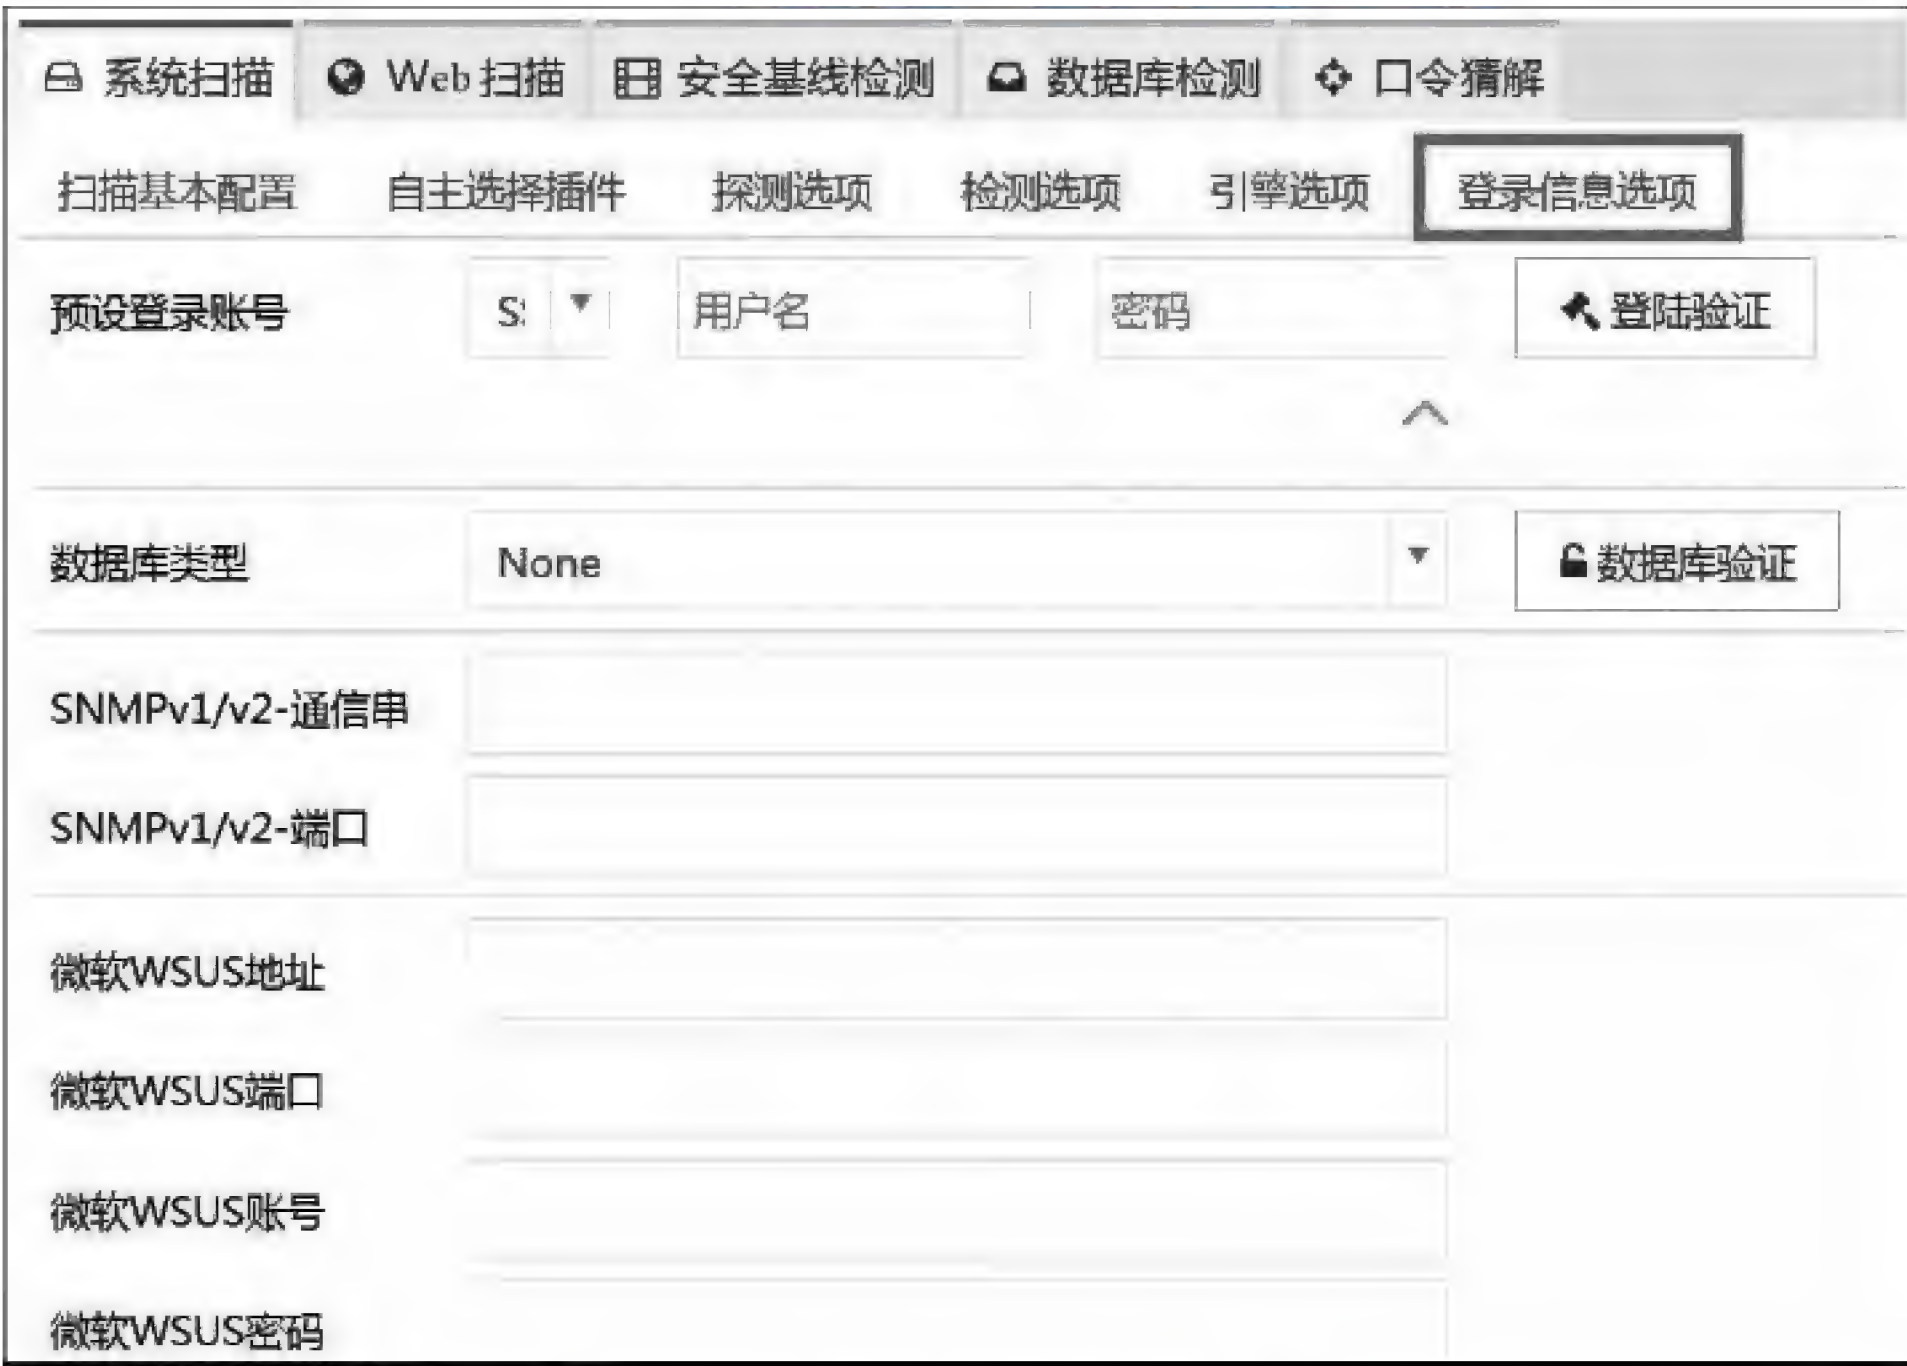 系统扫描 Web 扫描 安全基线检测 数据库检测 口令猜解
扫描基本配置 自主选择插件 探测选项 检测选项 引擎选项 登录信息选项
预设登录账号 用户名 密码 登陆验证
数据库类型 None 数据库验证
SNMPv1/v2-通信串
SNMPv1/v2-端口
微软WSUS地址
微软WSUS端口
微软WSUS账号
微软WSUS密码